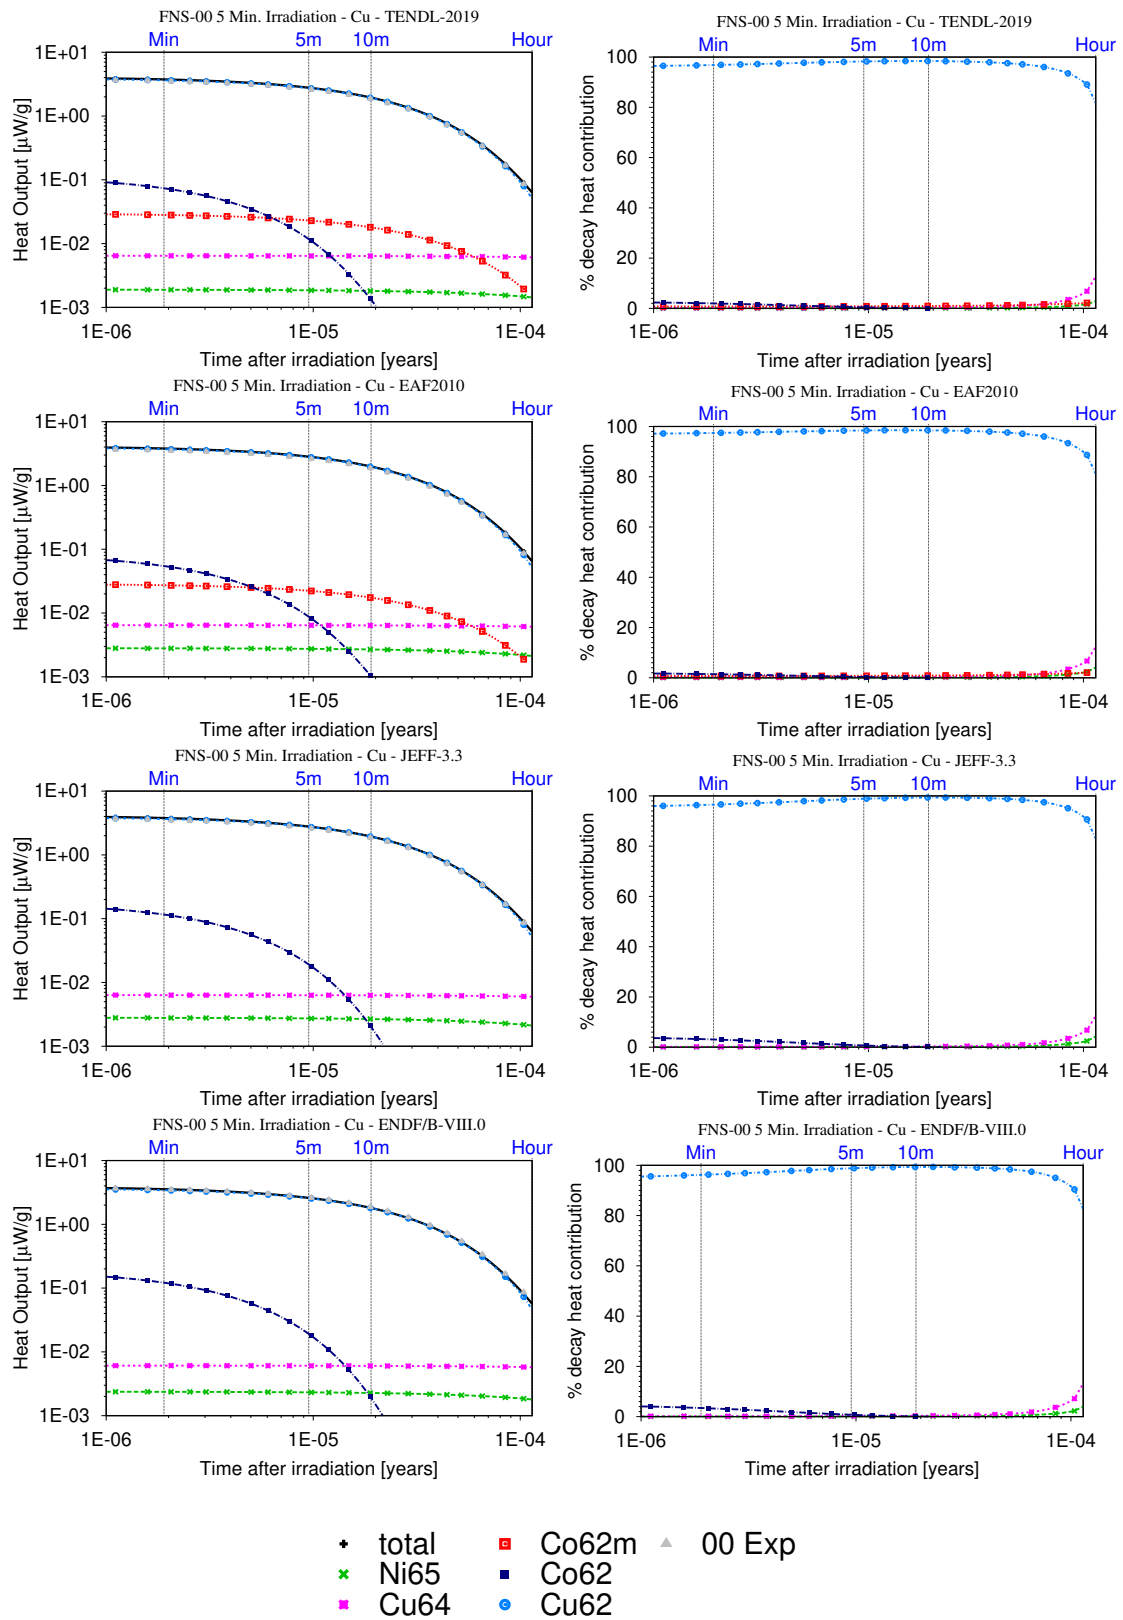 FNS-00 5 Min. Irradiation - Cu - TENDL-2019
Min 5m 10m Hour
1E+01
1E+00
1E-01
1E-02
1E-03
Heat Output [µW/g]
1E-06 1E-05 1E-04
Time after irradiation [years]
FNS-00 5 Min. Irradiation - Cu - TENDL-2019
Min 5m 10m Hour
100
80
60
40
20
0
% decay heat contribution
1E-06 1E-05 1E-04
Time after irradiation [years]
FNS-00 5 Min. Irradiation - Cu - EAF2010
Min 5m 10m Hour
1E+01
1E+00
1E-01
1E-02
1E-03
Heat Output [µW/g]
1E-06 1E-05 1E-04
Time after irradiation [years]
FNS-00 5 Min. Irradiation - Cu - EAF2010
Min 5m 10m Hour
100
80
60
40
20
0
% decay heat contribution
1E-06 1E-05 1E-04
Time after irradiation [years]
FNS-00 5 Min. Irradiation - Cu - JEFF-3.3
Min 5m 10m Hour
1E+01
1E+00
1E-01
1E-02
1E-03
Heat Output [µW/g]
1E-06 1E-05 1E-04
Time after irradiation [years]
FNS-00 5 Min. Irradiation - Cu - JEFF-3.3
Min 5m 10m Hour
100
80
60
40
20
0
% decay heat contribution
1E-06 1E-05 1E-04
Time after irradiation [years]
FNS-00 5 Min. Irradiation - Cu - ENDF/B-VIII.0
Min 5m 10m Hour
1E+01
1E+00
1E-01
1E-02
1E-03
Heat Output [µW/g]
1E-06 1E-05 1E-04
Time after irradiation [years]
FNS-00 5 Min. Irradiation - Cu - ENDF/B-VIII.0
Min 5m 10m Hour
100
80
60
40
20
0
% decay heat contribution
1E-06 1E-05 1E-04
Time after irradiation [years]
total Co62m 00 Exp
Ni65 Co62
Cu64 Cu62